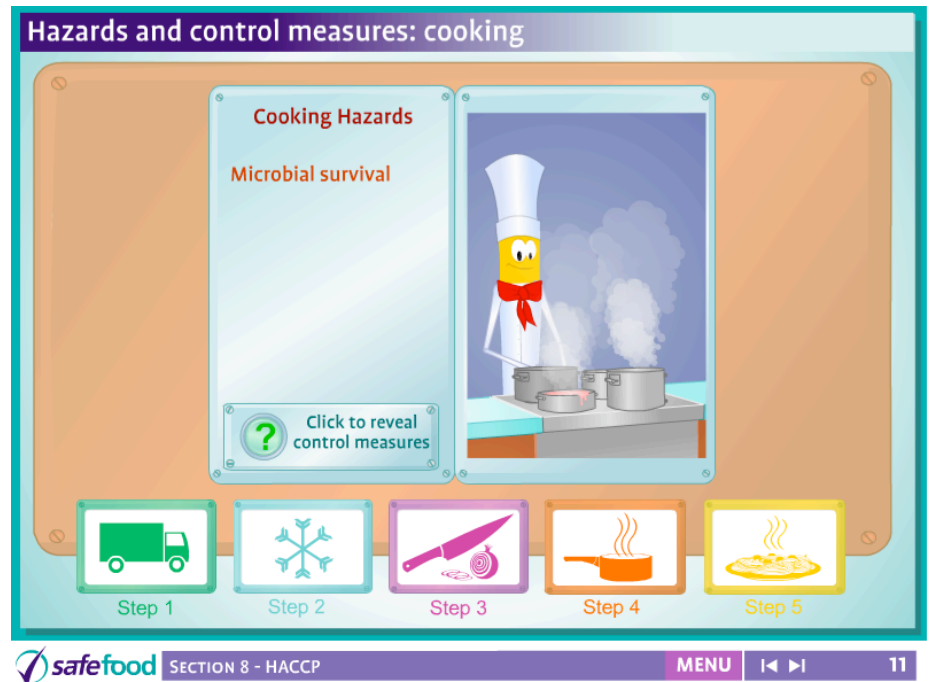 Hazards and control measures: cooking
Cooking Hazards
Microbial survival
?
Click to reveal
control measures
Step 1
Step 2
Step 3
Step 4
Step 5
safefood SECTION 8 - HACCP MENU 11